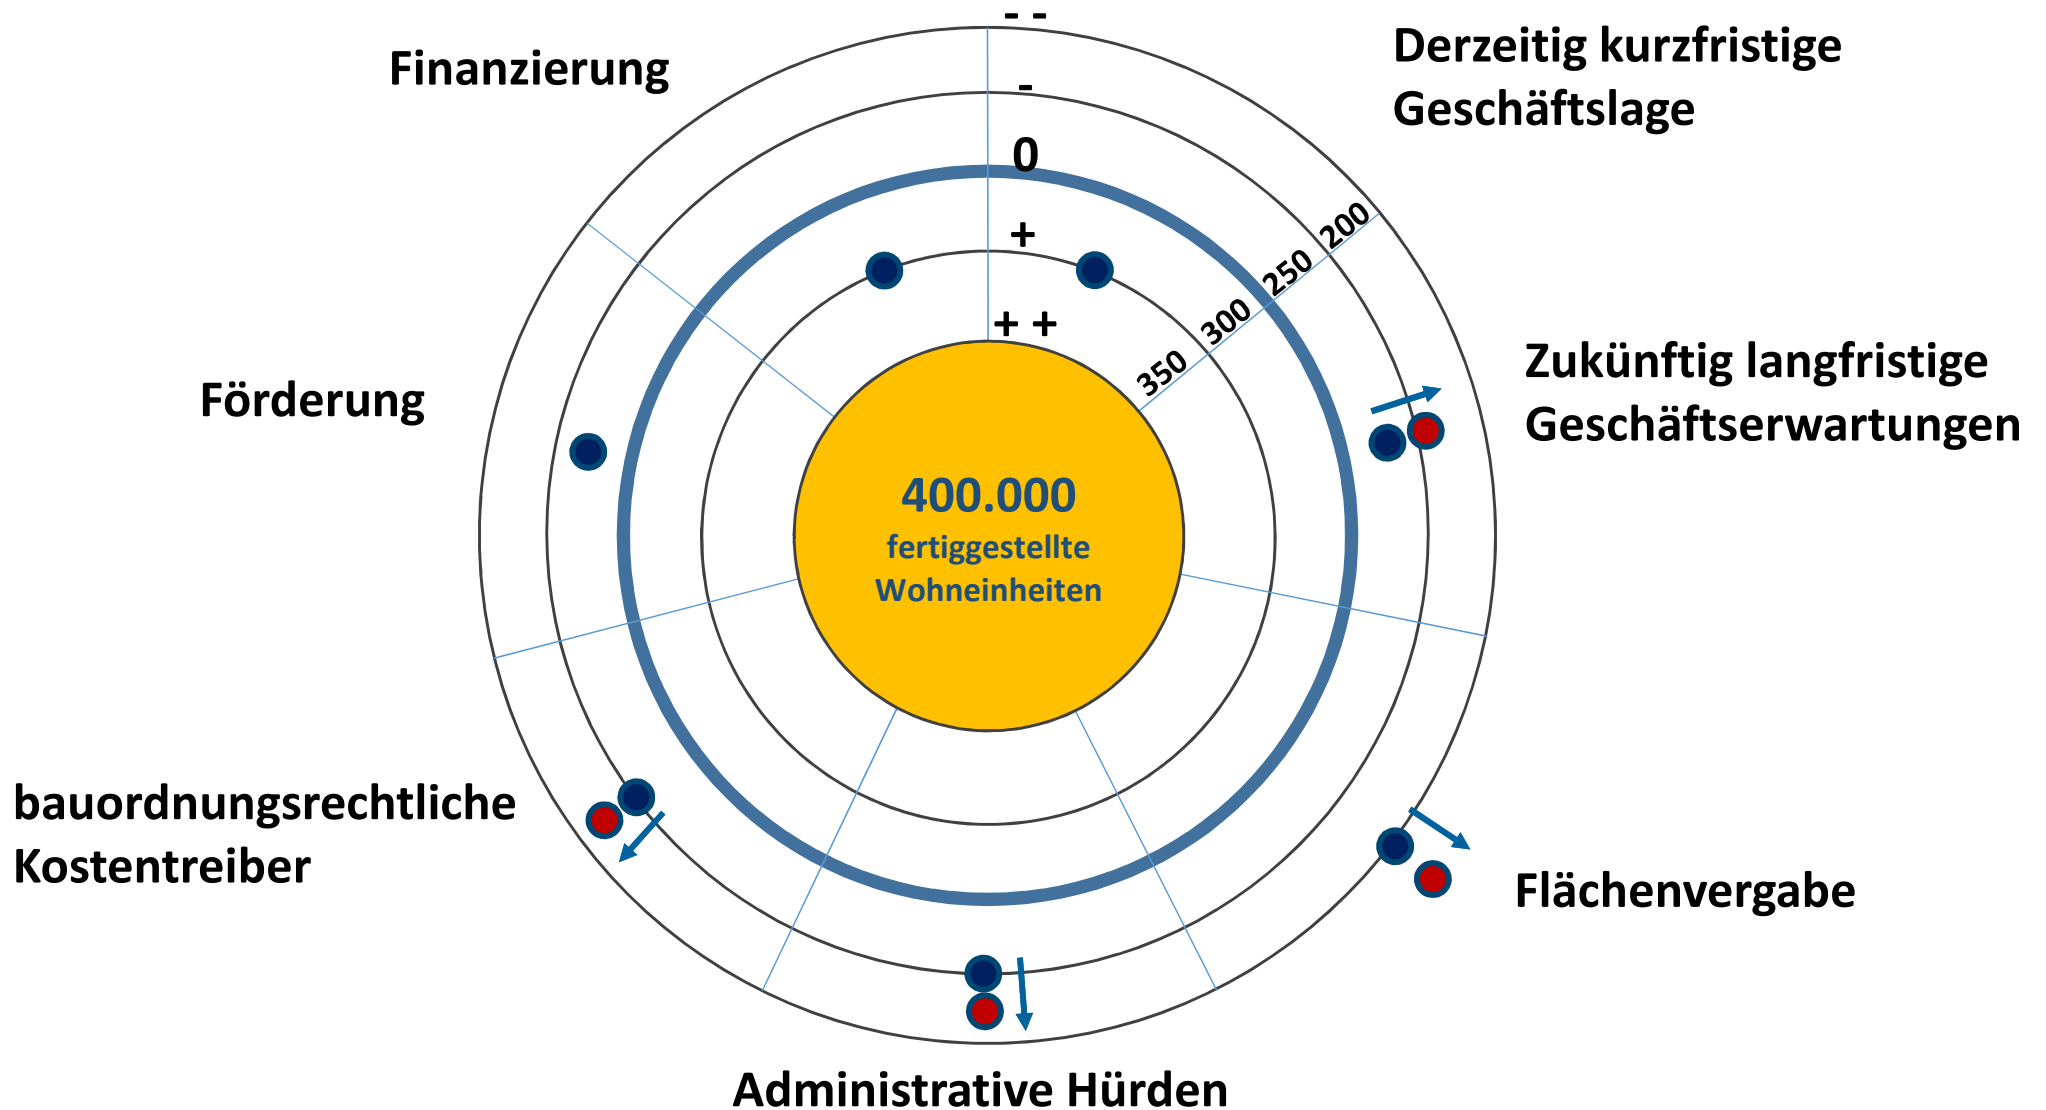 - -
-
0
+
+ +
Finanzierung
Derzeitig kurzfristige
Geschäftslage
200
250
300
350
Zukünftig langfristige
Geschäftserwartungen
Förderung
400.000
fertiggestellte
Wohneinheiten
bauordnungsrechtliche
Kostentreiber
Flächenvergabe
Administrative Hürden